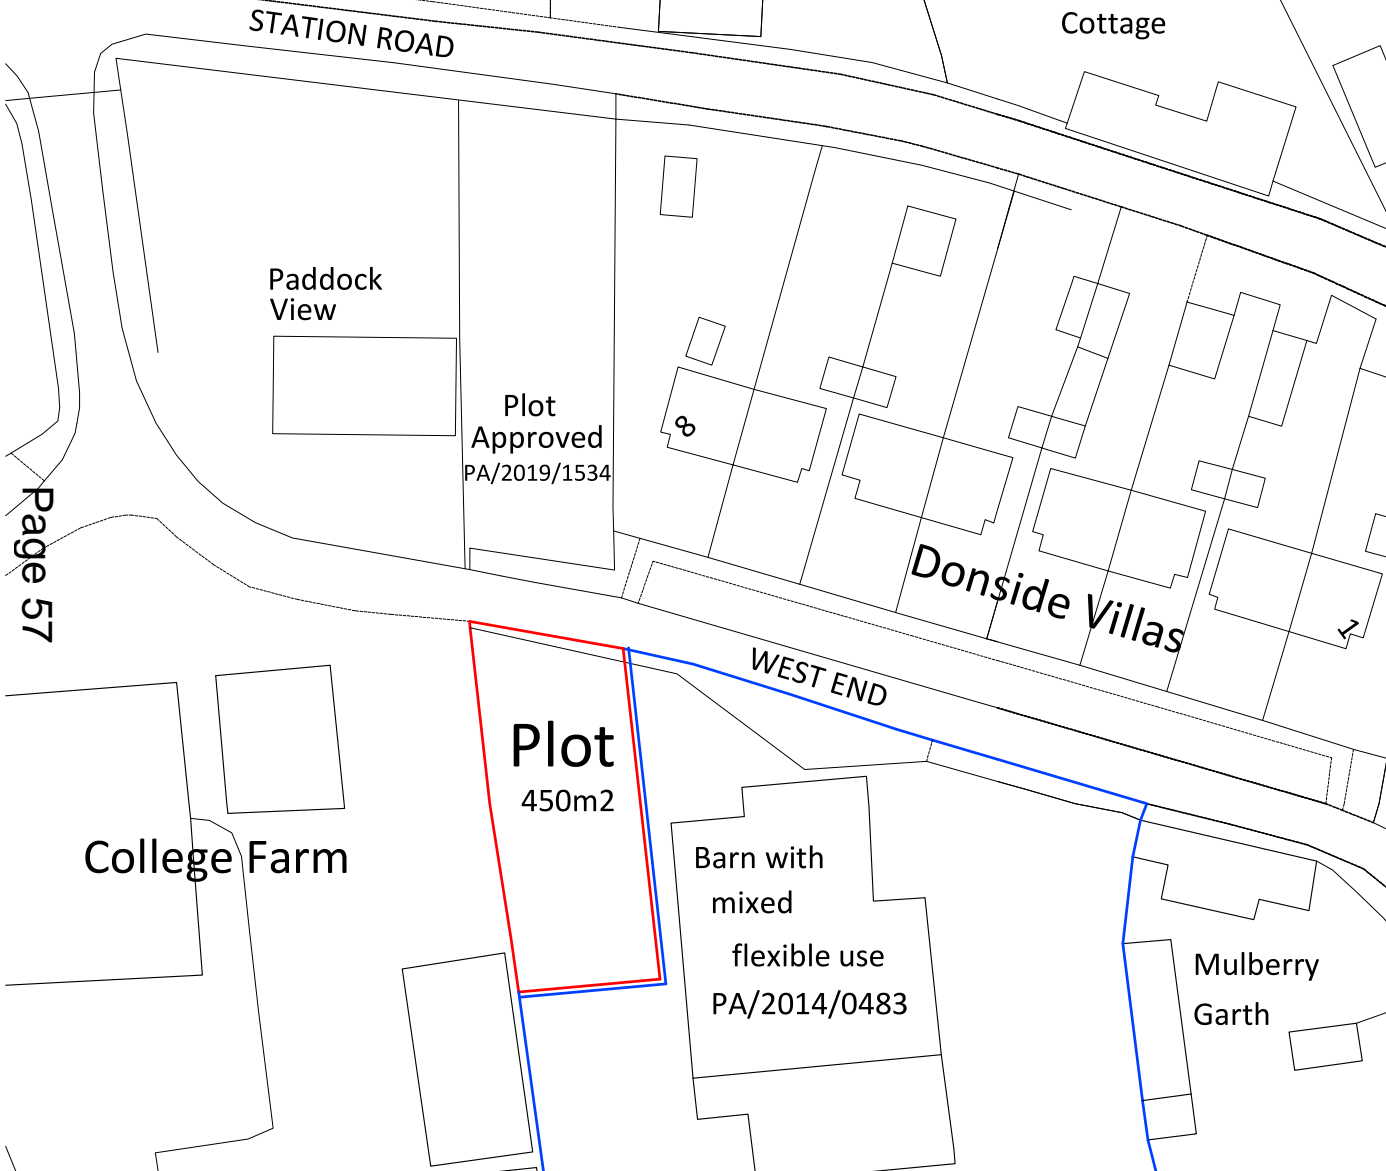 STATION ROAD
Cottage
Paddock
View
Plot
Approved
PA/2019/1534
8
Page 57
Donside Villas
1
WEST END
Plot
450m2
College Farm
Barn with
mixed
flexible use
PA/2014/0483
Mulberry
Garth